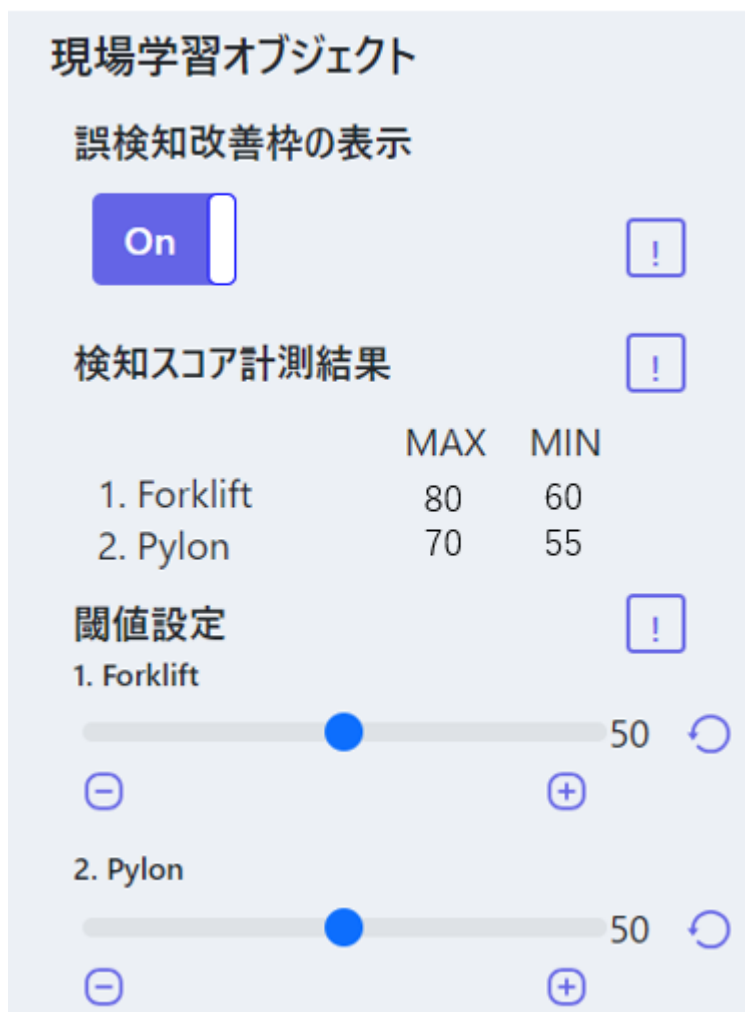 現場学習オブジェクト
誤検知改善枠の表示
On
!
検知スコア計測結果
!
MAX MIN
1. Forklift 80 60
2. Pylon 70 55
閾値設定
!
1. Forklift
50
2. Pylon
50